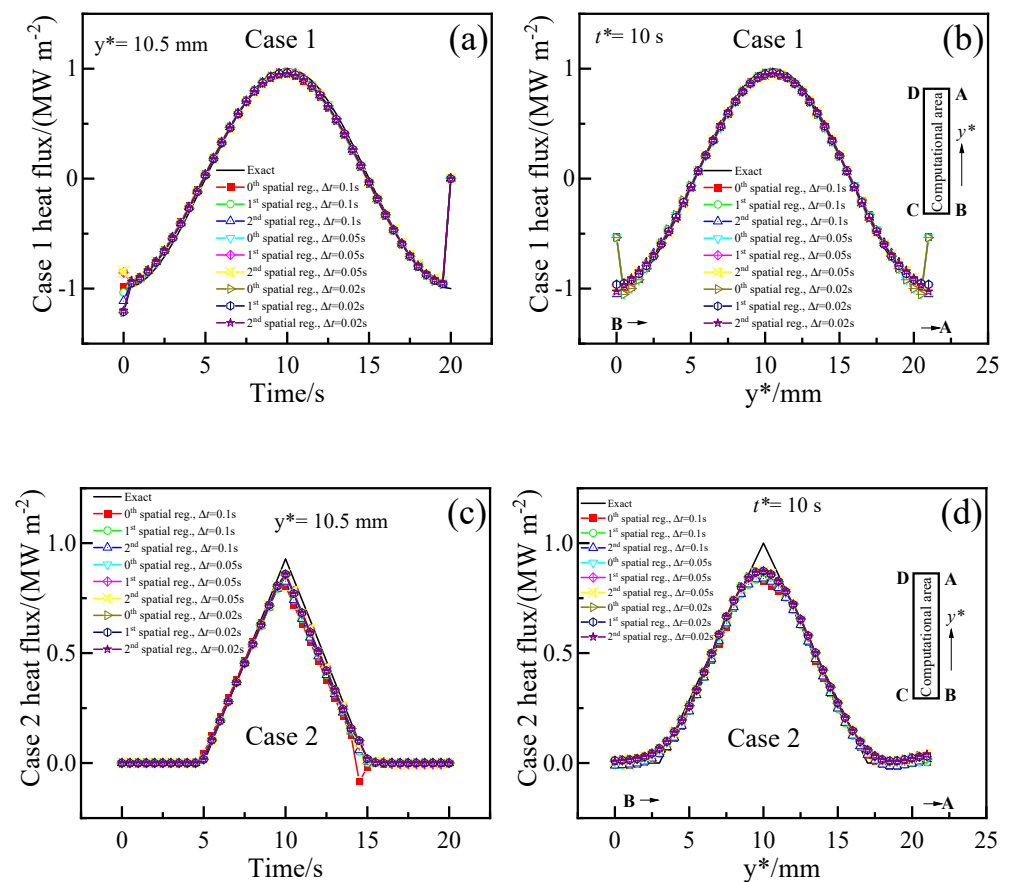 (a)
y*= 10.5 mm
Case 1
Case 1 heat flux/(MW m⁻²)
1
0
-1
Exact
0ᵗʰ spatial reg., Δt=0.1s
1ˢᵗ spatial reg., Δt=0.1s
2ⁿᵈ spatial reg., Δt=0.1s
0ᵗʰ spatial reg., Δt=0.05s
1ˢᵗ spatial reg., Δt=0.05s
2ⁿᵈ spatial reg., Δt=0.05s
0ᵗʰ spatial reg., Δt=0.02s
1ˢᵗ spatial reg., Δt=0.02s
2ⁿᵈ spatial reg., Δt=0.02s
0 5 10 15 20
Time/s
(b)
t*= 10 s
Case 1
Case 1 heat flux/(MW m⁻²)
1
0
-1
D A
Computational area
y*
C B
Exact
0ᵗʰ spatial reg., Δt=0.1s
1ˢᵗ spatial reg., Δt=0.1s
2ⁿᵈ spatial reg., Δt=0.1s
0ᵗʰ spatial reg., Δt=0.05s
1ˢᵗ spatial reg., Δt=0.05s
2ⁿᵈ spatial reg., Δt=0.05s
0ᵗʰ spatial reg., Δt=0.02s
1ˢᵗ spatial reg., Δt=0.02s
2ⁿᵈ spatial reg., Δt=0.02s
B → → A
0 5 10 15 20 25
y*/mm
(c)
Exact
0ᵗʰ spatial reg., Δt=0.1s
1ˢᵗ spatial reg., Δt=0.1s
2ⁿᵈ spatial reg., Δt=0.1s
0ᵗʰ spatial reg., Δt=0.05s
1ˢᵗ spatial reg., Δt=0.05s
2ⁿᵈ spatial reg., Δt=0.05s
0ᵗʰ spatial reg., Δt=0.02s
1ˢᵗ spatial reg., Δt=0.02s
2ⁿᵈ spatial reg., Δt=0.02s
y*= 10.5 mm
Case 2 heat flux/(MW m⁻²)
1.0
0.5
0.0
Case 2
0 5 10 15 20
Time/s
(d)
t*= 10 s
Exact
0ᵗʰ spatial reg., Δt=0.1s
1ˢᵗ spatial reg., Δt=0.1s
2ⁿᵈ spatial reg., Δt=0.1s
0ᵗʰ spatial reg., Δt=0.05s
1ˢᵗ spatial reg., Δt=0.05s
2ⁿᵈ spatial reg., Δt=0.05s
0ᵗʰ spatial reg., Δt=0.02s
1ˢᵗ spatial reg., Δt=0.02s
2ⁿᵈ spatial reg., Δt=0.02s
Case 2 heat flux/(MW m⁻²)
1.0
0.5
0.0
D A
Computational area
y*
C B
Case 2
B → → A
0 5 10 15 20 25
y*/mm